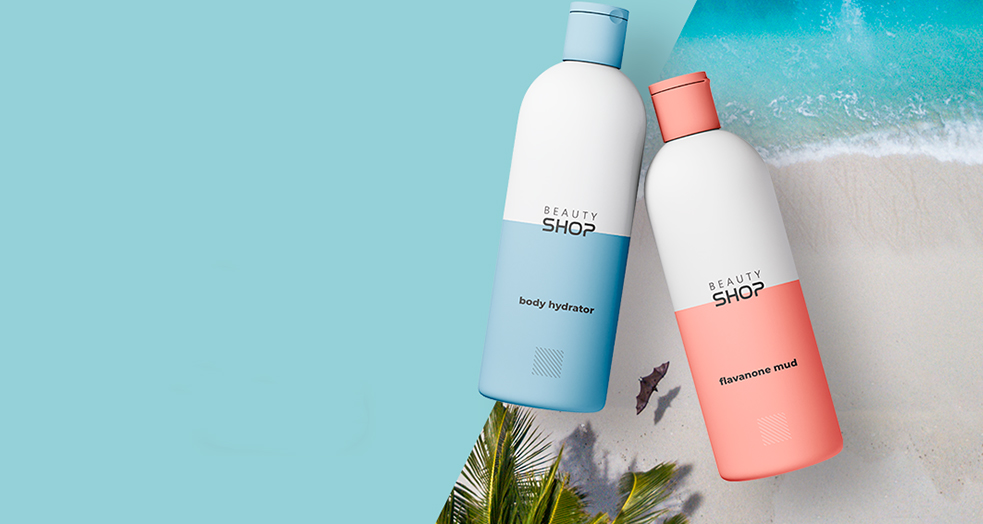 BEAUTY
SHOP
body hydrator
BEAUTY
SHOP
flavanone mud